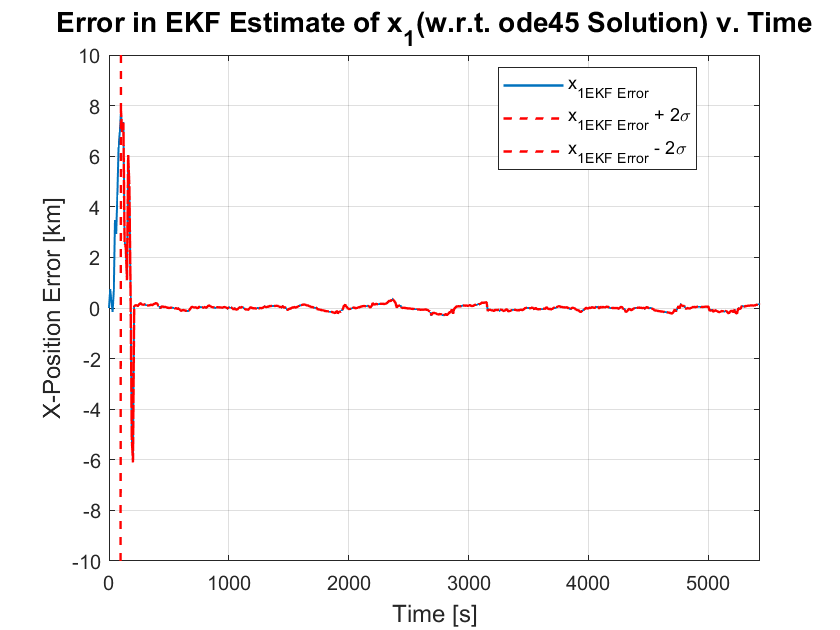 Error in EKF Estimate of x1(w.r.t. ode45 Solution) v. Time
10
8
6
4
2
0
-2
-4
-6
-8
-10
X-Position Error [km]
x1EKF Error
x1EKF Error + 2σ
x1EKF Error - 2σ
0 1000 2000 3000 4000 5000
Time [s]